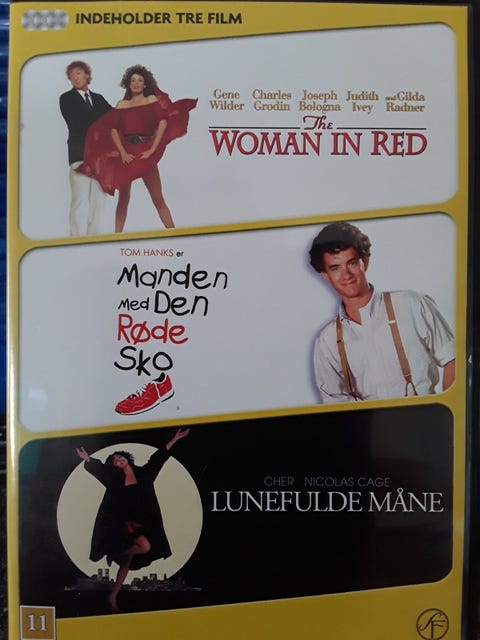 INDEHOLDER TRE FILM
Gene Charles Joseph Judith and Gilda
Wilder Grodin Bologna Ivey Radner
The
WOMAN IN RED
TOM HANKS er
Manden
med Den
Røde
Sko
CHER NICOLAS CAGE
LUNEFULDE MÅNE
11
SF